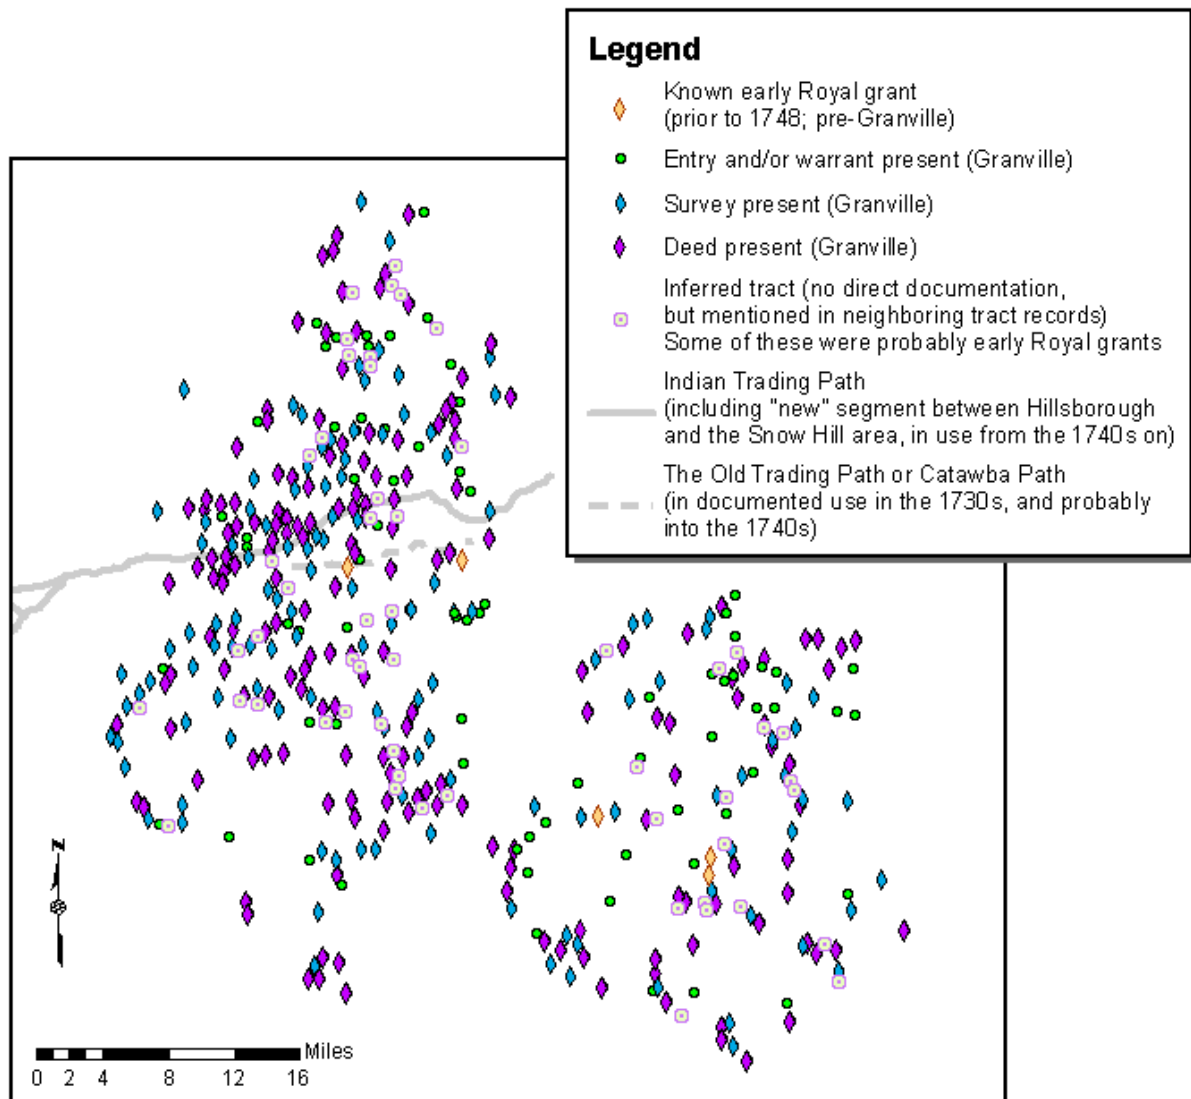 Legend
Known early Royal grant
(prior to 1748; pre-Granville)
Entry and/or warrant present (Granville)
Survey present (Granville)
Deed present (Granville)
Inferred tract (no direct documentation,
but mentioned in neighboring tract records)
Some of these were probably early Royal grants
Indian Trading Path
(including "new" segment between Hillsborough
and the Snow Hill area, in use from the 1740s on)
The Old Trading Path or Catawba Path
(in documented use in the 1730s, and probably
into the 1740s)
N
Miles
0 2 4 8 12 16